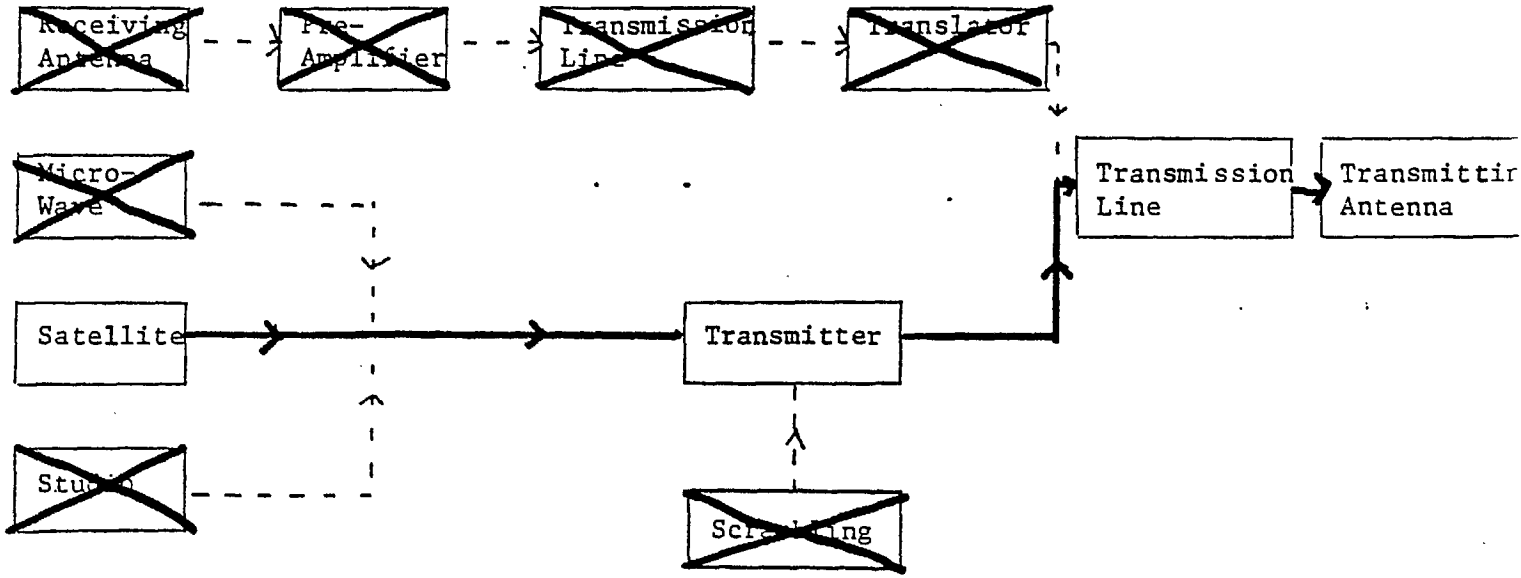 Receiving
Antenna
Pre-
Amplifier
Transmission
Line
Translator
Micro-
Wave
Transmission
Line
Transmittin
Antenna
Satellite
Transmitter
Studio
Scrambling